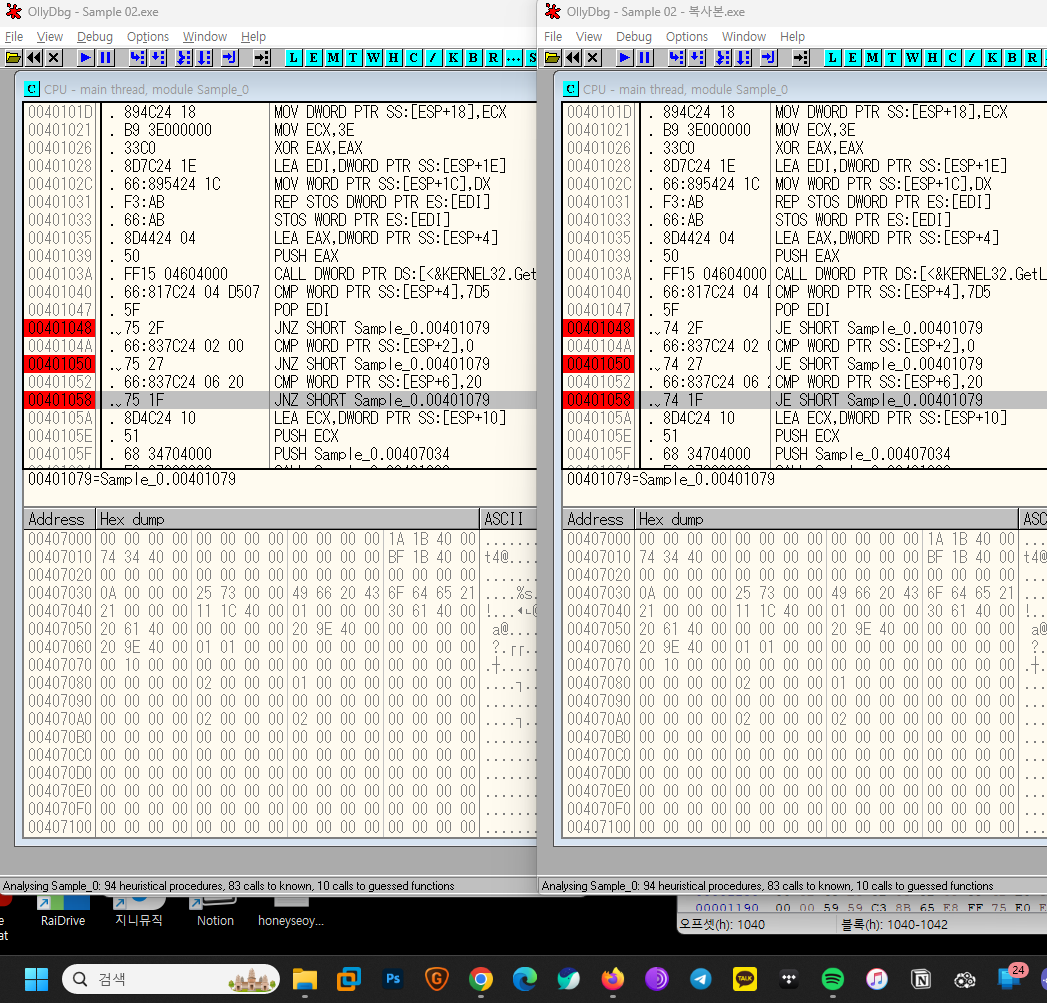 OllyDbg - Sample 02.exe
File View Debug Options Window Help
L E M T W H C / K B R ... S
C CPU - main thread, module Sample_0
0040101D . 894C24 18 MOV DWORD PTR SS:[ESP+18],ECX
00401021 . B9 3E000000 MOV ECX,3E
00401026 . 33C0 XOR EAX,EAX
00401028 . 8D7C24 1E LEA EDI,DWORD PTR SS:[ESP+1E]
0040102C . 66:895424 1C MOV WORD PTR SS:[ESP+1C],DX
00401031 . F3:AB REP STOS DWORD PTR ES:[EDI]
00401033 . 66:AB STOS WORD PTR ES:[EDI]
00401035 . 8D4424 04 LEA EAX,DWORD PTR SS:[ESP+4]
00401039 . 50 PUSH EAX
0040103A . FF15 04604000 CALL DWORD PTR DS:[<&KERNEL32.Get
00401040 . 66:817C24 04 D507 CMP WORD PTR SS:[ESP+4],7D5
00401047 . 5F POP EDI
00401048 .⌄75 2F JNZ SHORT Sample_0.00401079
0040104A . 66:837C24 02 00 CMP WORD PTR SS:[ESP+2],0
00401050 .⌄75 27 JNZ SHORT Sample_0.00401079
00401052 . 66:837C24 06 20 CMP WORD PTR SS:[ESP+6],20
00401058 .⌄75 1F JNZ SHORT Sample_0.00401079
0040105A . 8D4C24 10 LEA ECX,DWORD PTR SS:[ESP+10]
0040105E . 51 PUSH ECX
0040105F . 68 34704000 PUSH Sample_0.00407034
00401079=Sample_0.00401079
Address Hex dump ASCII
00407000 00 00 00 00 00 00 00 00 00 00 00 00 1A 1B 40 00 .......
00407010 74 34 40 00 00 00 00 00 00 00 00 00 BF 1B 40 00 t4@....
00407020 00 00 00 00 00 00 00 00 00 00 00 00 00 00 00 00 .......
00407030 0A 00 00 00 25 73 00 00 49 66 20 43 6F 64 65 21 ....%s.
00407040 21 00 00 00 11 1C 40 00 01 00 00 00 30 61 40 00 !...
00407050 20 61 40 00 00 00 00 00 20 9E 40 00 00 00 00 00 a@....
00407060 20 9E 40 00 01 01 00 00 00 00 00 00 00 00 00 00 ?.┌┌..
00407070 00 10 00 00 00 00 00 00 00 00 00 00 00 00 00 00 .┼.....
00407080 00 00 00 00 02 00 00 00 01 00 00 00 00 00 00 00 ....┐..
00407090 00 00 00 00 00 00 00 00 00 00 00 00 00 00 00 00 .......
004070A0 00 00 00 00 02 00 00 00 02 00 00 00 00 00 00 00 ....┐..
004070B0 00 00 00 00 00 00 00 00 00 00 00 00 00 00 00 00 .......
004070C0 00 00 00 00 00 00 00 00 00 00 00 00 00 00 00 00 .......
004070D0 00 00 00 00 00 00 00 00 00 00 00 00 00 00 00 00 .......
004070E0 00 00 00 00 00 00 00 00 00 00 00 00 00 00 00 00 .......
004070F0 00 00 00 00 00 00 00 00 00 00 00 00 00 00 00 00 .......
00407100 00 00 00 00 00 00 00 00 00 00 00 00 00 00 00 00 .......
Analysing Sample_0: 94 heuristical procedures, 83 calls to known, 10 calls to guessed functions
OllyDbg - Sample 02 - 복사본.exe
File View Debug Options Window Help
L E M T W H C / K B R
C CPU - main thread, module Sample_0
0040101D . 894C24 18 MOV DWORD PTR SS:[ESP+18],ECX
00401021 . B9 3E000000 MOV ECX,3E
00401026 . 33C0 XOR EAX,EAX
00401028 . 8D7C24 1E LEA EDI,DWORD PTR SS:[ESP+1E]
0040102C . 66:895424 1C MOV WORD PTR SS:[ESP+1C],DX
00401031 . F3:AB REP STOS DWORD PTR ES:[EDI]
00401033 . 66:AB STOS WORD PTR ES:[EDI]
00401035 . 8D4424 04 LEA EAX,DWORD PTR SS:[ESP+4]
00401039 . 50 PUSH EAX
0040103A . FF15 04604000 CALL DWORD PTR DS:[<&KERNEL32.GetL
00401040 . 66:817C24 04 CMP WORD PTR SS:[ESP+4],7D5
00401047 . 5F POP EDI
00401048 .⌄74 2F JE SHORT Sample_0.00401079
0040104A . 66:837C24 02 CMP WORD PTR SS:[ESP+2],0
00401050 .⌄74 27 JE SHORT Sample_0.00401079
00401052 . 66:837C24 06 CMP WORD PTR SS:[ESP+6],20
00401058 .⌄74 1F JE SHORT Sample_0.00401079
0040105A . 8D4C24 10 LEA ECX,DWORD PTR SS:[ESP+10]
0040105E . 51 PUSH ECX
0040105F . 68 34704000 PUSH Sample_0.00407034
00401079=Sample_0.00401079
Address Hex dump ASC
00407000 00 00 00 00 00 00 00 00 00 00 00 00 1A 1B 40 00 ....
00407010 74 34 40 00 00 00 00 00 00 00 00 00 BF 1B 40 00 t4@
00407020 00 00 00 00 00 00 00 00 00 00 00 00 00 00 00 00 ....
00407030 0A 00 00 00 25 73 00 00 49 66 20 43 6F 64 65 21 ....
00407040 21 00 00 00 11 1C 40 00 01 00 00 00 30 61 40 00 !...
00407050 20 61 40 00 00 00 00 00 20 9E 40 00 00 00 00 00 a@
00407060 20 9E 40 00 01 01 00 00 00 00 00 00 00 00 00 00 ?.
00407070 00 10 00 00 00 00 00 00 00 00 00 00 00 00 00 00 .┼..
00407080 00 00 00 00 02 00 00 00 01 00 00 00 00 00 00 00 ....
00407090 00 00 00 00 00 00 00 00 00 00 00 00 00 00 00 00 ....
004070A0 00 00 00 00 02 00 00 00 02 00 00 00 00 00 00 00 ....
004070B0 00 00 00 00 00 00 00 00 00 00 00 00 00 00 00 00 ....
004070C0 00 00 00 00 00 00 00 00 00 00 00 00 00 00 00 00 ....
004070D0 00 00 00 00 00 00 00 00 00 00 00 00 00 00 00 00 ....
004070E0 00 00 00 00 00 00 00 00 00 00 00 00 00 00 00 00 ....
004070F0 00 00 00 00 00 00 00 00 00 00 00 00 00 00 00 00 ....
00407100 00 00 00 00 00 00 00 00 00 00 00 00 00 00 00 00 ....
Analysing Sample_0: 94 heuristical procedures, 83 calls to known, 10 calls to guessed functions
RaiDrive 지니뮤직 Notion honeyseoy...
00001190 00 00 59 59 C3 8B 65 E8 FF 75 E0 E
오프셋(h): 1040 블록(h): 1040-1042
검색
Ps
TALK
24